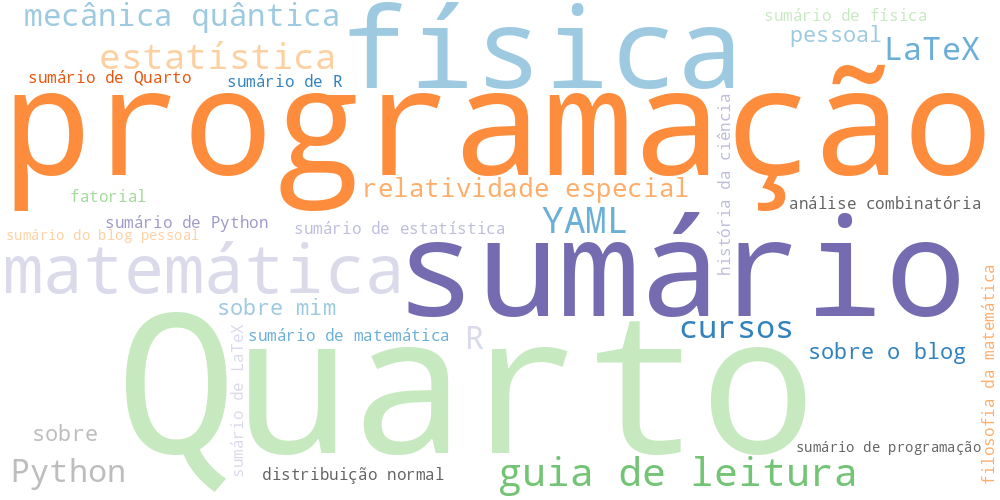 mecânica quântica
física
sumário de física
pessoal
LaTeX
estatística
sumário de Quarto
sumário de R
programação
história da ciência
relatividade especial
fatorial
análise combinatória
sumário de Python
sumário de estatística
YAML
sumário do blog pessoal
sumário
matemática
filosofia da matemática
sobre mim
cursos
sumário de LaTeX
sumário de matemática
R
sobre o blog
Quarto
sobre
sumário de programação
Python
distribuição normal
guia de leitura